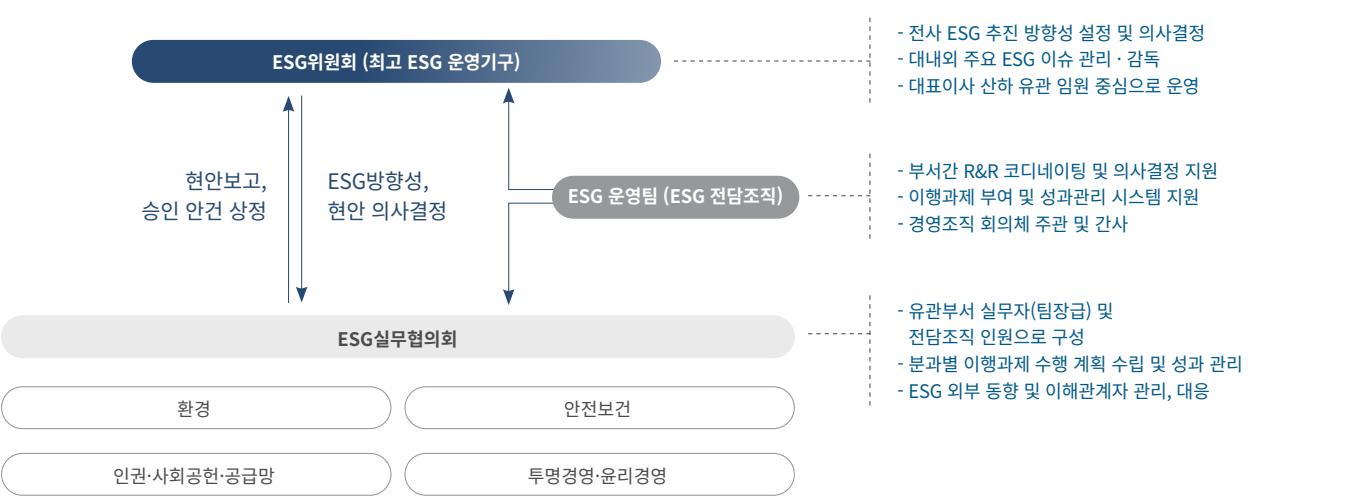 ESG위원회 (최고 ESG 운영기구)
- 전사 ESG 추진 방향성 설정 및 의사결정
- 대내외 주요 ESG 이슈 관리 · 감독
- 대표이사 산하 유관 임원 중심으로 운영
현안보고,
승인 안건 상정
ESG방향성,
현안 의사결정
ESG 운영팀 (ESG 전담조직)
- 부서간 R&R 코디네이팅 및 의사결정 지원
- 이행과제 부여 및 성과관리 시스템 지원
- 경영조직 회의체 주관 및 간사
ESG실무협의회
- 유관부서 실무자(팀장급) 및
전담조직 인원으로 구성
- 분과별 이행과제 수행 계획 수립 및 성과 관리
- ESG 외부 동향 및 이해관계자 관리, 대응
환경
안전보건
인권·사회공헌·공급망
투명경영·윤리경영